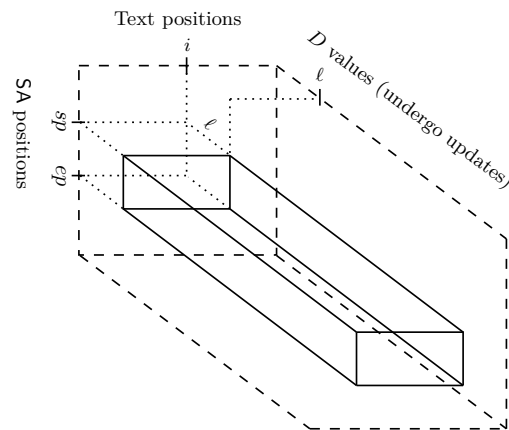 Text positions
i
D values (undergo updates)
ℓ
ℓ
SA positions
sp
ep